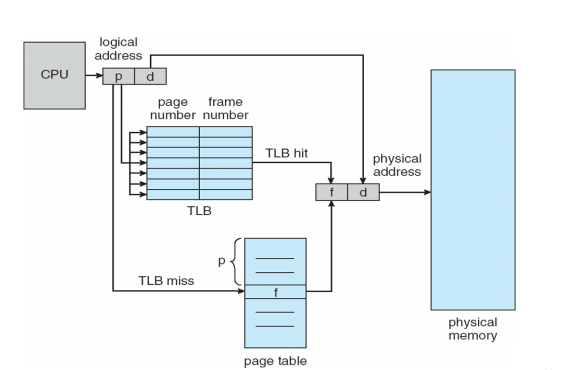 logical
address
CPU
p d
page frame
number number
TLB hit
physical
address
f d
TLB
p
TLB miss
f
physical
memory
page table